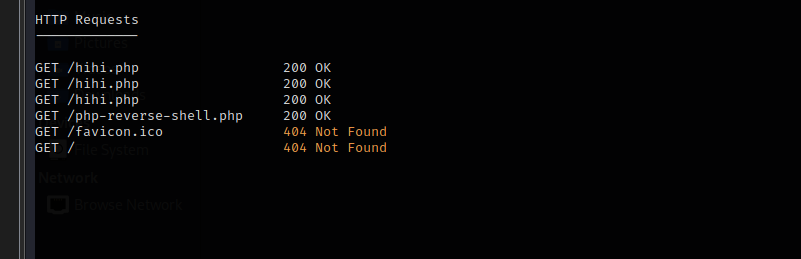 HTTP Requests
-------------
Pictures
GET /hihi.php 200 OK
GET /hihi.php 200 OK
GET /hihi.php 200 OK
GET /php-reverse-shell.php 200 OK
GET /favicon.ico 404 Not Found
GET / 404 Not Found
File System
Network
Browse Network